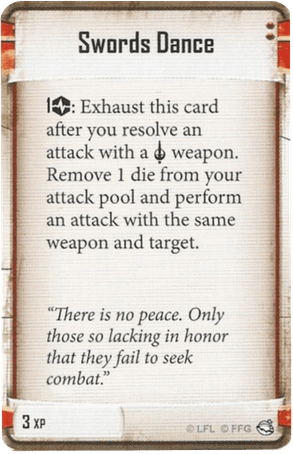 Swords Dance
1: Exhaust this card
after you resolve an
attack with a weapon.
Remove 1 die from your
attack pool and perform
an attack with the same
weapon and target.
“There is no peace. Only
those so lacking in honor
that they fail to seek
combat.”
3 XP
© LFL © FFG